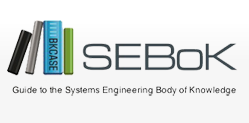 BKCASE
SEBoK
Guide to the Systems Engineering Body of Knowledge